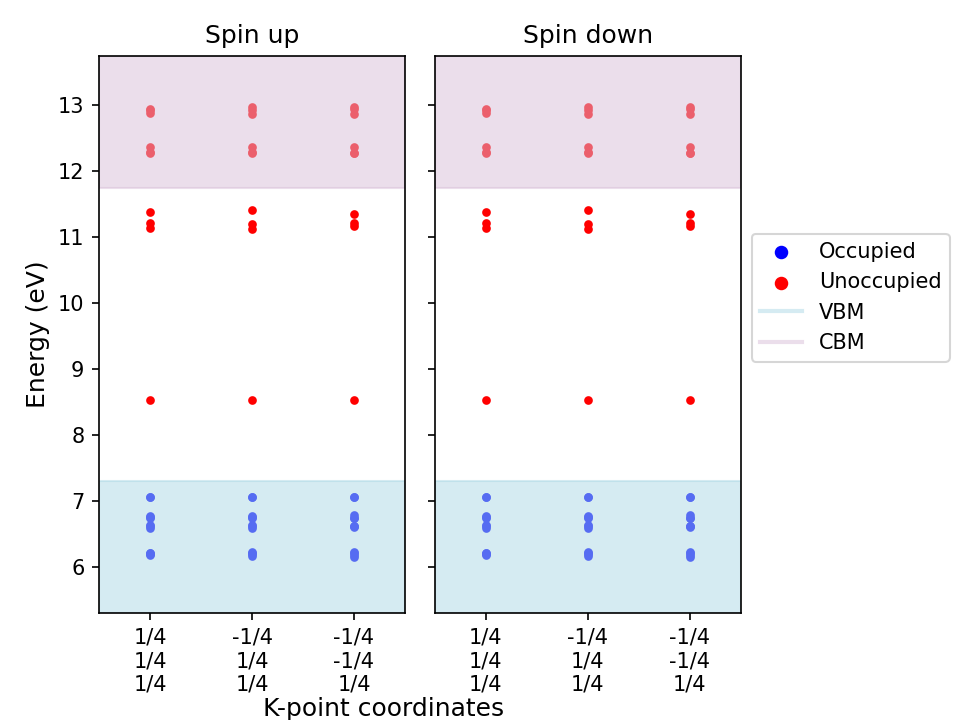 Spin up
Spin down
13
12
11
10
9
8
7
6
Energy (eV)
1/4 -1/4 -1/4 1/4 -1/4 -1/4
1/4 1/4 -1/4 1/4 1/4 -1/4
1/4 1/4 1/4 1/4 1/4 1/4
K-point coordinates
Occupied
Unoccupied
VBM
CBM